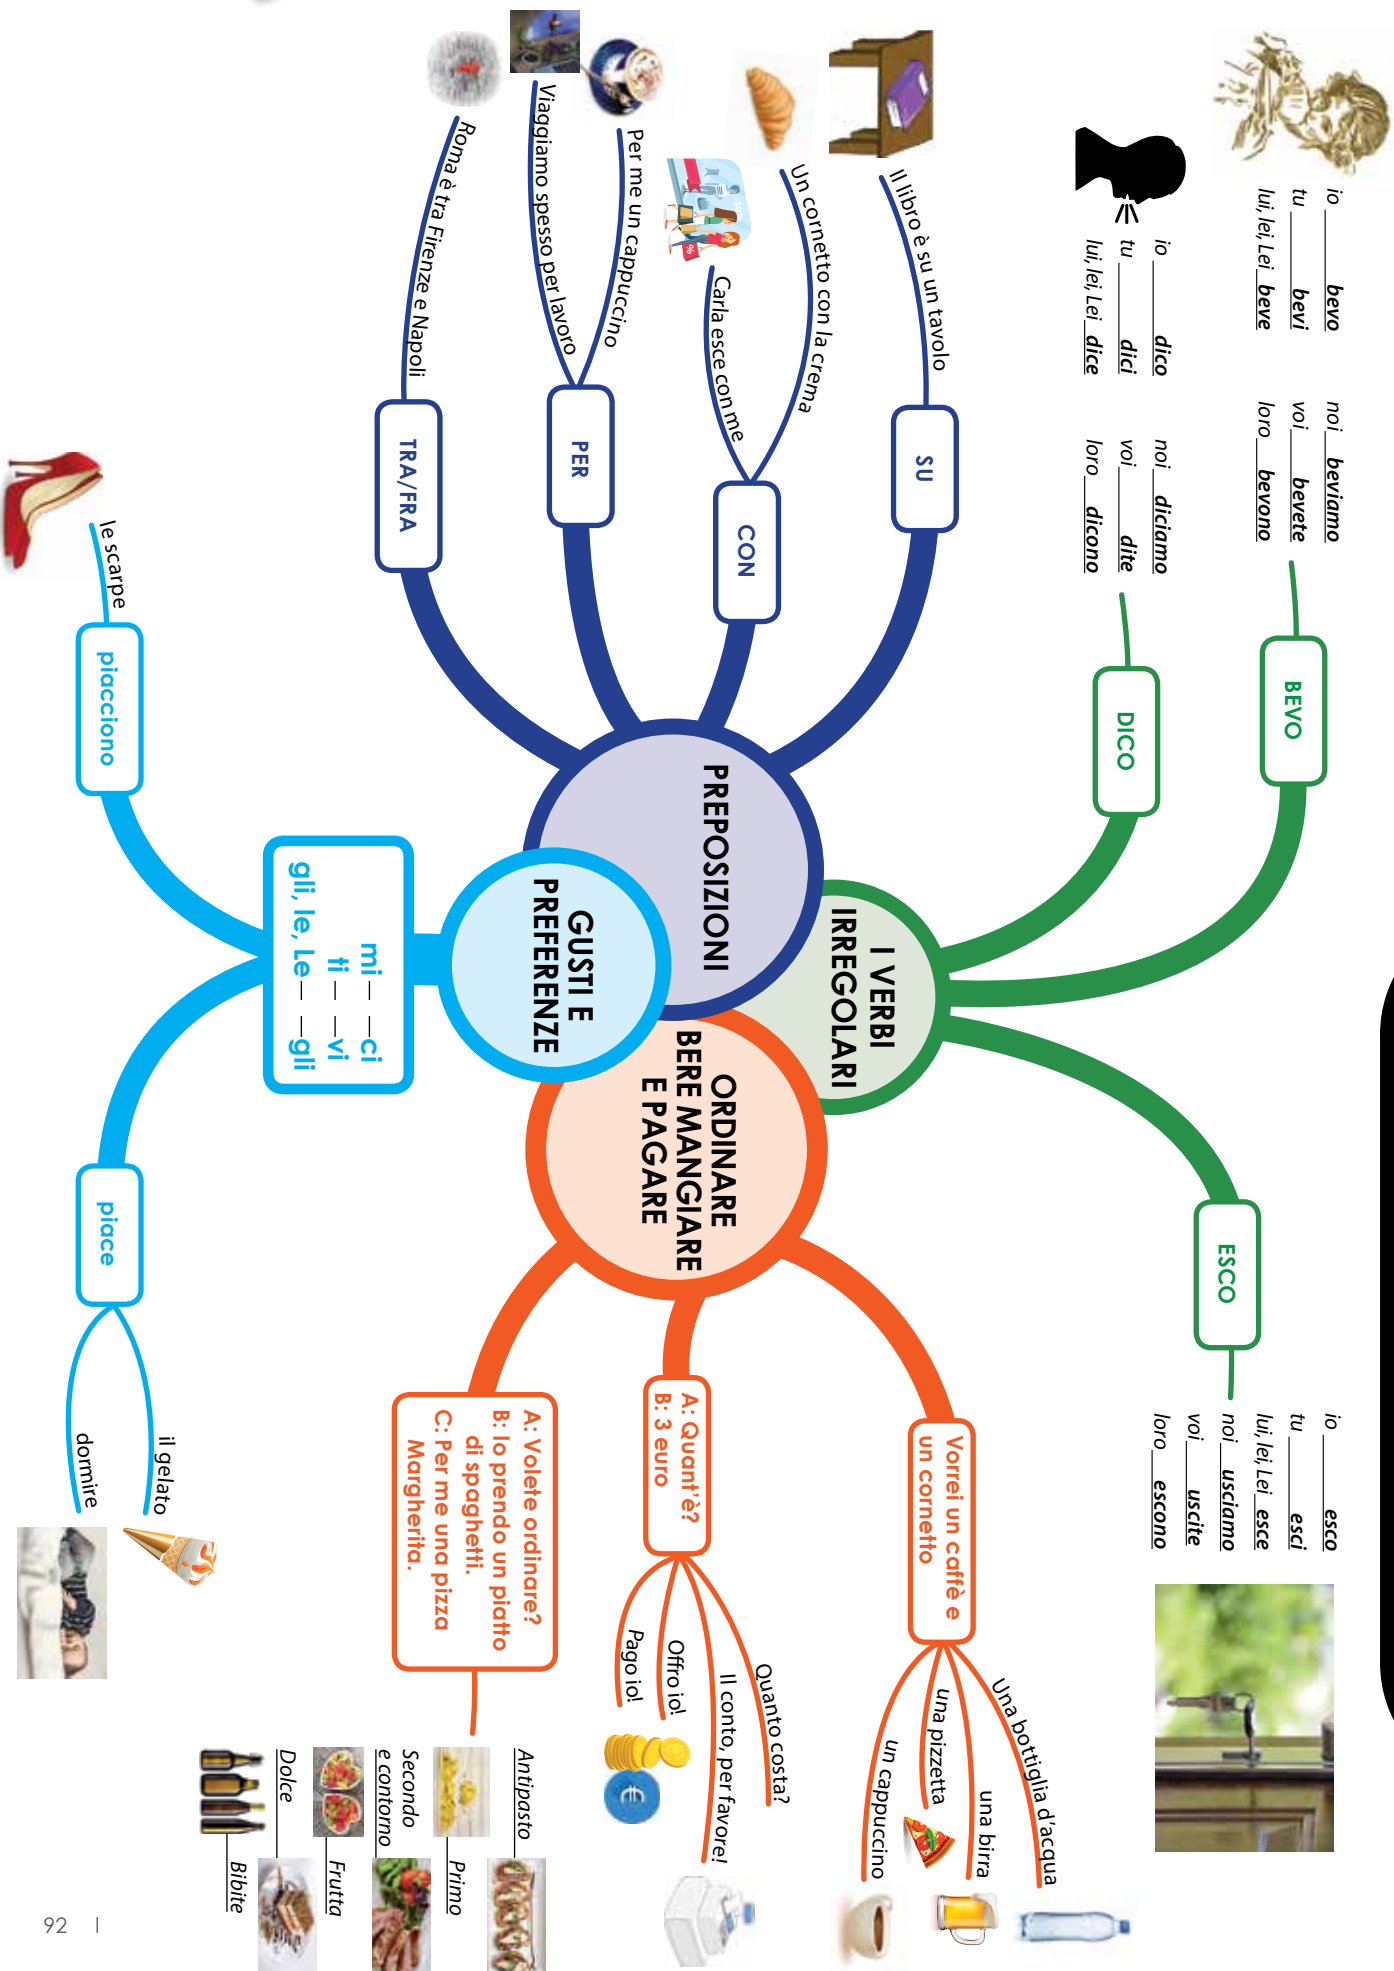 io bevo
tu bevi
lui, lei, Lei beve
noi beviamo
voi bevete
loro bevono
BEVO
io dico
tu dici
lui, lei, Lei dice
noi diciamo
voi dite
loro dicono
DICO
ESCO
io esco
tu esci
lui, lei, Lei esce
noi usciamo
voi uscite
loro escono
I VERBI
IRREGOLARI
PREPOSIZIONI
SU
Il libro è su un tavolo
CON
Un cornetto con la crema
Carla esce con me
PER
Per me un cappuccino
Viaggiamo spesso per lavoro
TRA/FRA
Roma è tra Firenze e Napoli
ORDINARE
BERE MANGIARE
E PAGARE
Vorrei un caffè e
un cornetto
Una bottiglia d'acqua
una birra
una pizzetta
un cappuccino
A: Quant'è?
B: 3 euro
Quanto costa?
Il conto, per favore!
Offro io!
Pago io!
A: Volete ordinare?
B: Io prendo un piatto
di spaghetti.
C: Per me una pizza
Margherita.
Antipasto
Primo
Secondo
e contorno
Frutta
Dolce
Bibite
GUSTI E
PREFERENZE
mi — — ci
ti — — vi
gli, le, Le — — gli
piacciono
le scarpe
piace
il gelato
dormire
92 I